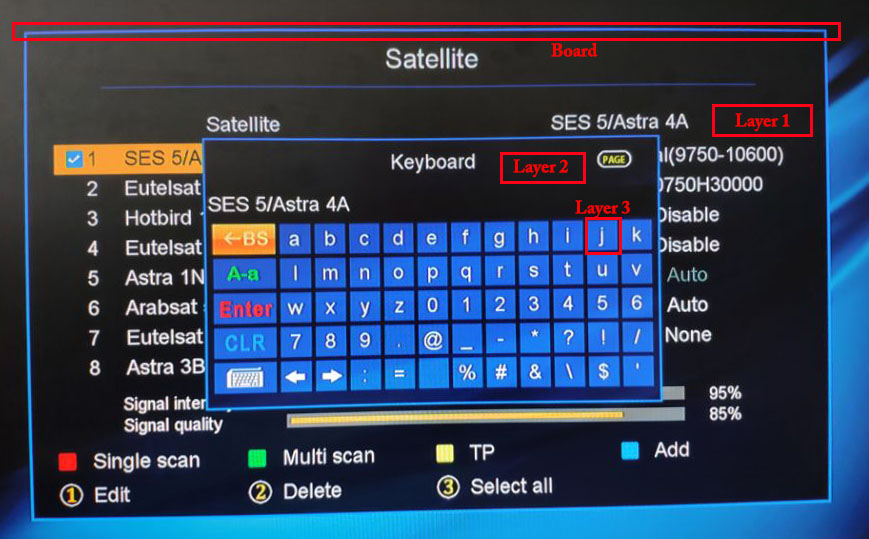 Board
Satellite
Satellite SES 5/Astra 4A Layer 1
1 SES 5/A al(9750-10600)
Keyboard Layer 2 PAGE
2 Eutelsat 0750H30000
SES 5/Astra 4A Layer 3
3 Hotbird Disable
←BS a b c d e f g h i j k
4 Eutelsat Disable
A-a l m n o p q r s t u v
5 Astra 1N Auto
Enter w x y z 0 1 2 3 4 5 6
6 Arabsat Auto
CLR 7 8 9 . @ _ - * ? ! /
7 Eutelsat None
← → : = % # & \ $ '
8 Astra 3B
Signal inten y 95%
Signal quality 85%
Single scan Multi scan TP Add
1 Edit 2 Delete 3 Select all